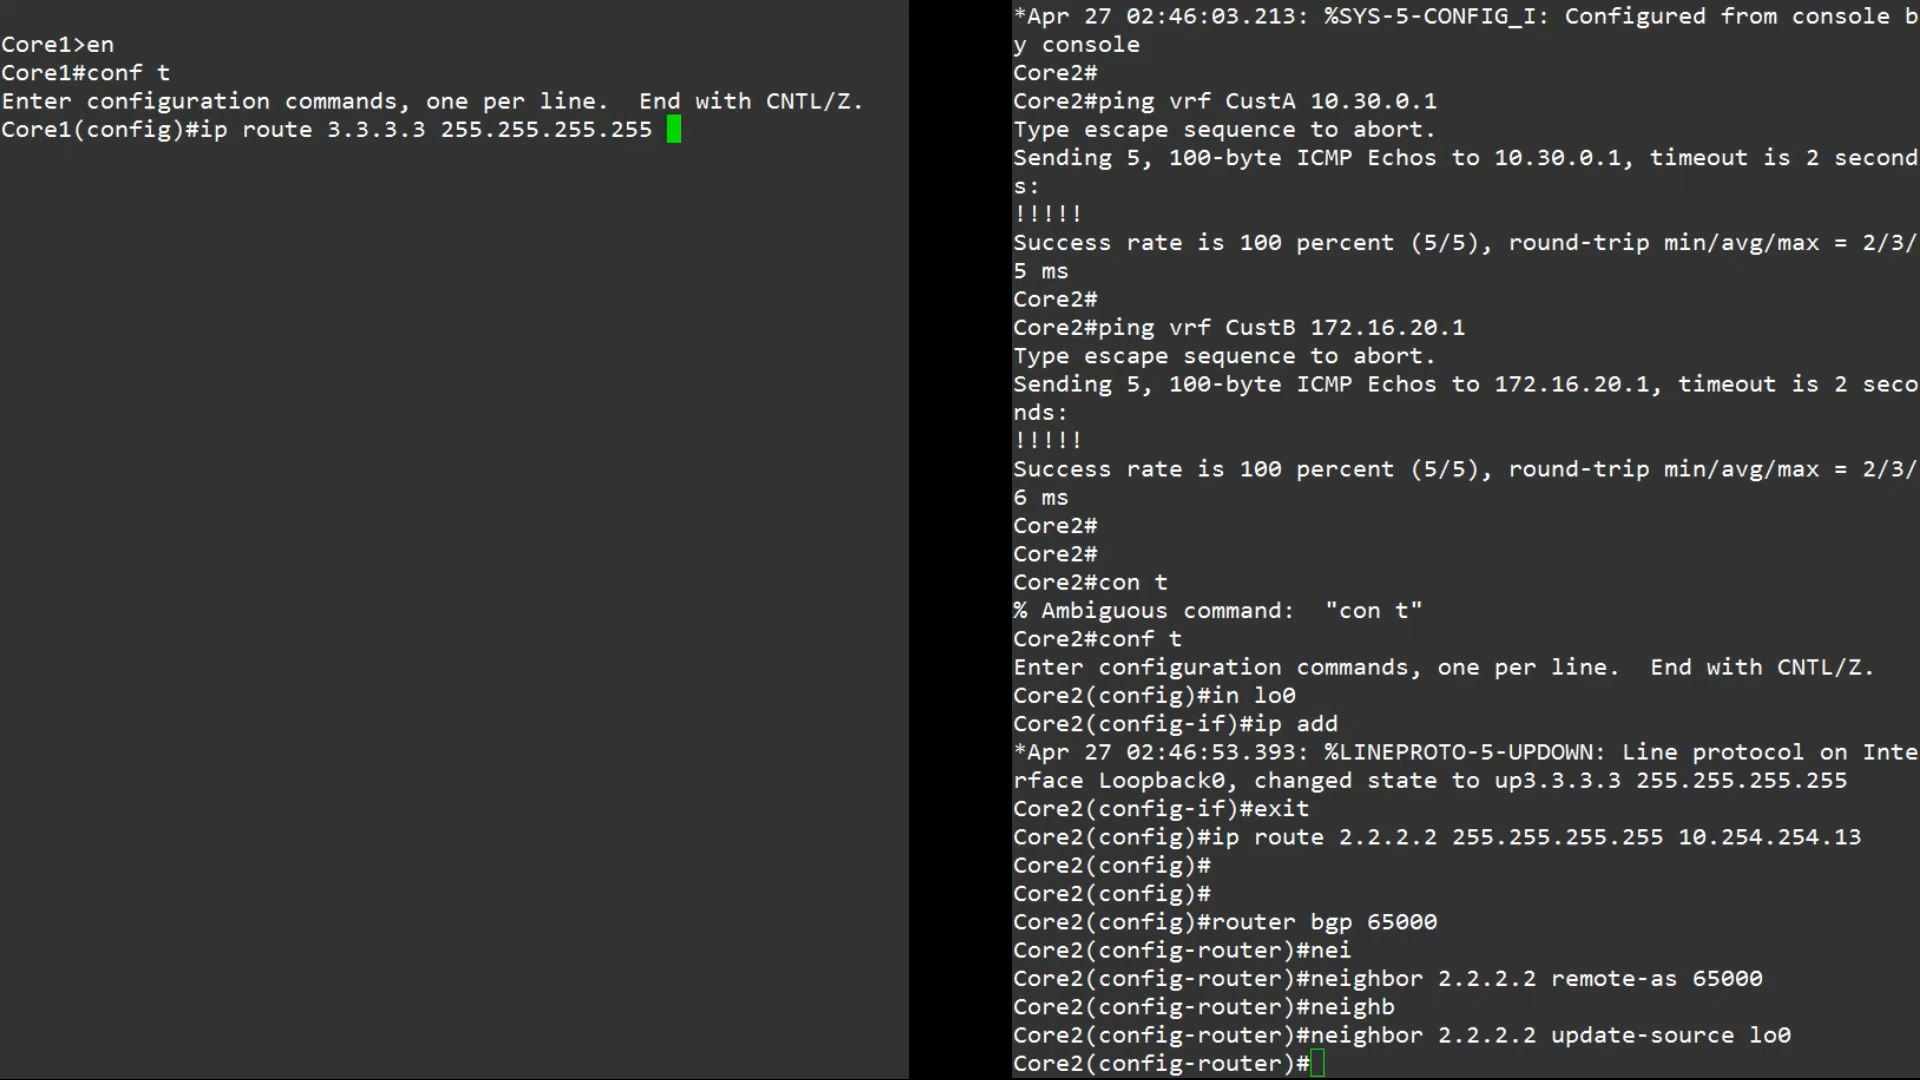 Core1>en
Core1#conf t
Enter configuration commands, one per line.  End with CNTL/Z.
Core1(config)#ip route 3.3.3.3 255.255.255.255
*Apr 27 02:46:03.213: %SYS-5-CONFIG_I: Configured from console b
y console
Core2#
Core2#ping vrf CustA 10.30.0.1
Type escape sequence to abort.
Sending 5, 100-byte ICMP Echos to 10.30.0.1, timeout is 2 second
s:
!!!!!
Success rate is 100 percent (5/5), round-trip min/avg/max = 2/3/
5 ms
Core2#
Core2#ping vrf CustB 172.16.20.1
Type escape sequence to abort.
Sending 5, 100-byte ICMP Echos to 172.16.20.1, timeout is 2 seco
nds:
!!!!!
Success rate is 100 percent (5/5), round-trip min/avg/max = 2/3/
6 ms
Core2#
Core2#
Core2#con t
% Ambiguous command:  "con t"
Core2#conf t
Enter configuration commands, one per line.  End with CNTL/Z.
Core2(config)#in lo0
Core2(config-if)#ip add
*Apr 27 02:46:53.393: %LINEPROTO-5-UPDOWN: Line protocol on Inte
rface Loopback0, changed state to up3.3.3.3 255.255.255.255
Core2(config-if)#exit
Core2(config)#ip route 2.2.2.2 255.255.255.255 10.254.254.13
Core2(config)#
Core2(config)#
Core2(config)#router bgp 65000
Core2(config-router)#nei
Core2(config-router)#neighbor 2.2.2.2 remote-as 65000
Core2(config-router)#neighb
Core2(config-router)#neighbor 2.2.2.2 update-source lo0
Core2(config-router)#